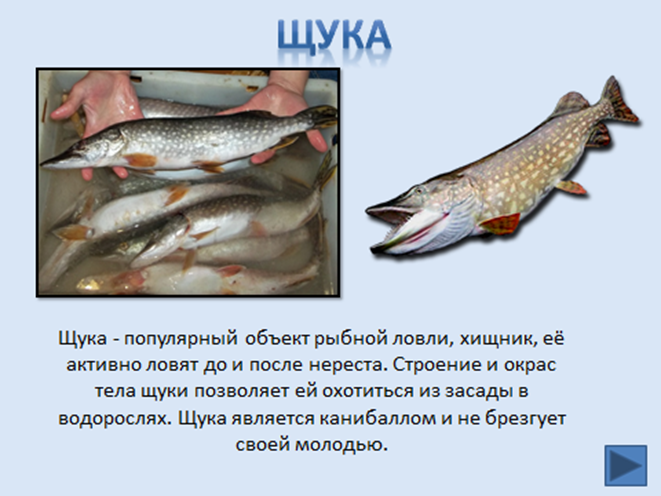 ЩУКА
Щука - популярный объект рыбной ловли, хищник, её
активно ловят до и после нереста. Строение и окрас
тела щуки позволяет ей охотиться из засады в
водорослях. Щука является канибаллом и не брезгует
своей молодью.